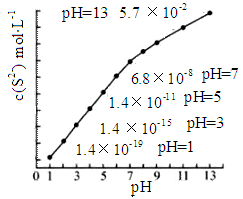 pH=13 5.7×10⁻²
c(S²⁻) mol·L⁻¹
6.8×10⁻⁸ pH=7
1.4×10⁻¹¹ pH=5
1.4×10⁻¹⁵ pH=3
1.4×10⁻¹⁹ pH=1
0 1 3 5 7 9 11 13
pH